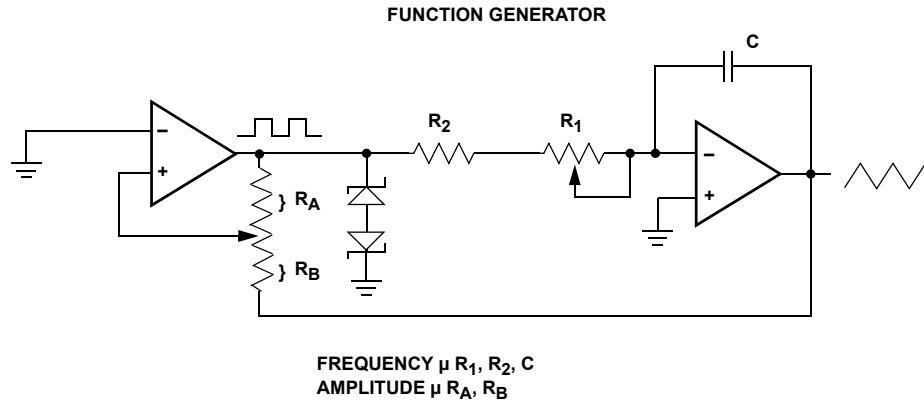 FUNCTION GENERATOR
C
R2
R1
−
+
} RA
} RB
−
+
FREQUENCY µ R1, R2, C
AMPLITUDE µ RA, RB